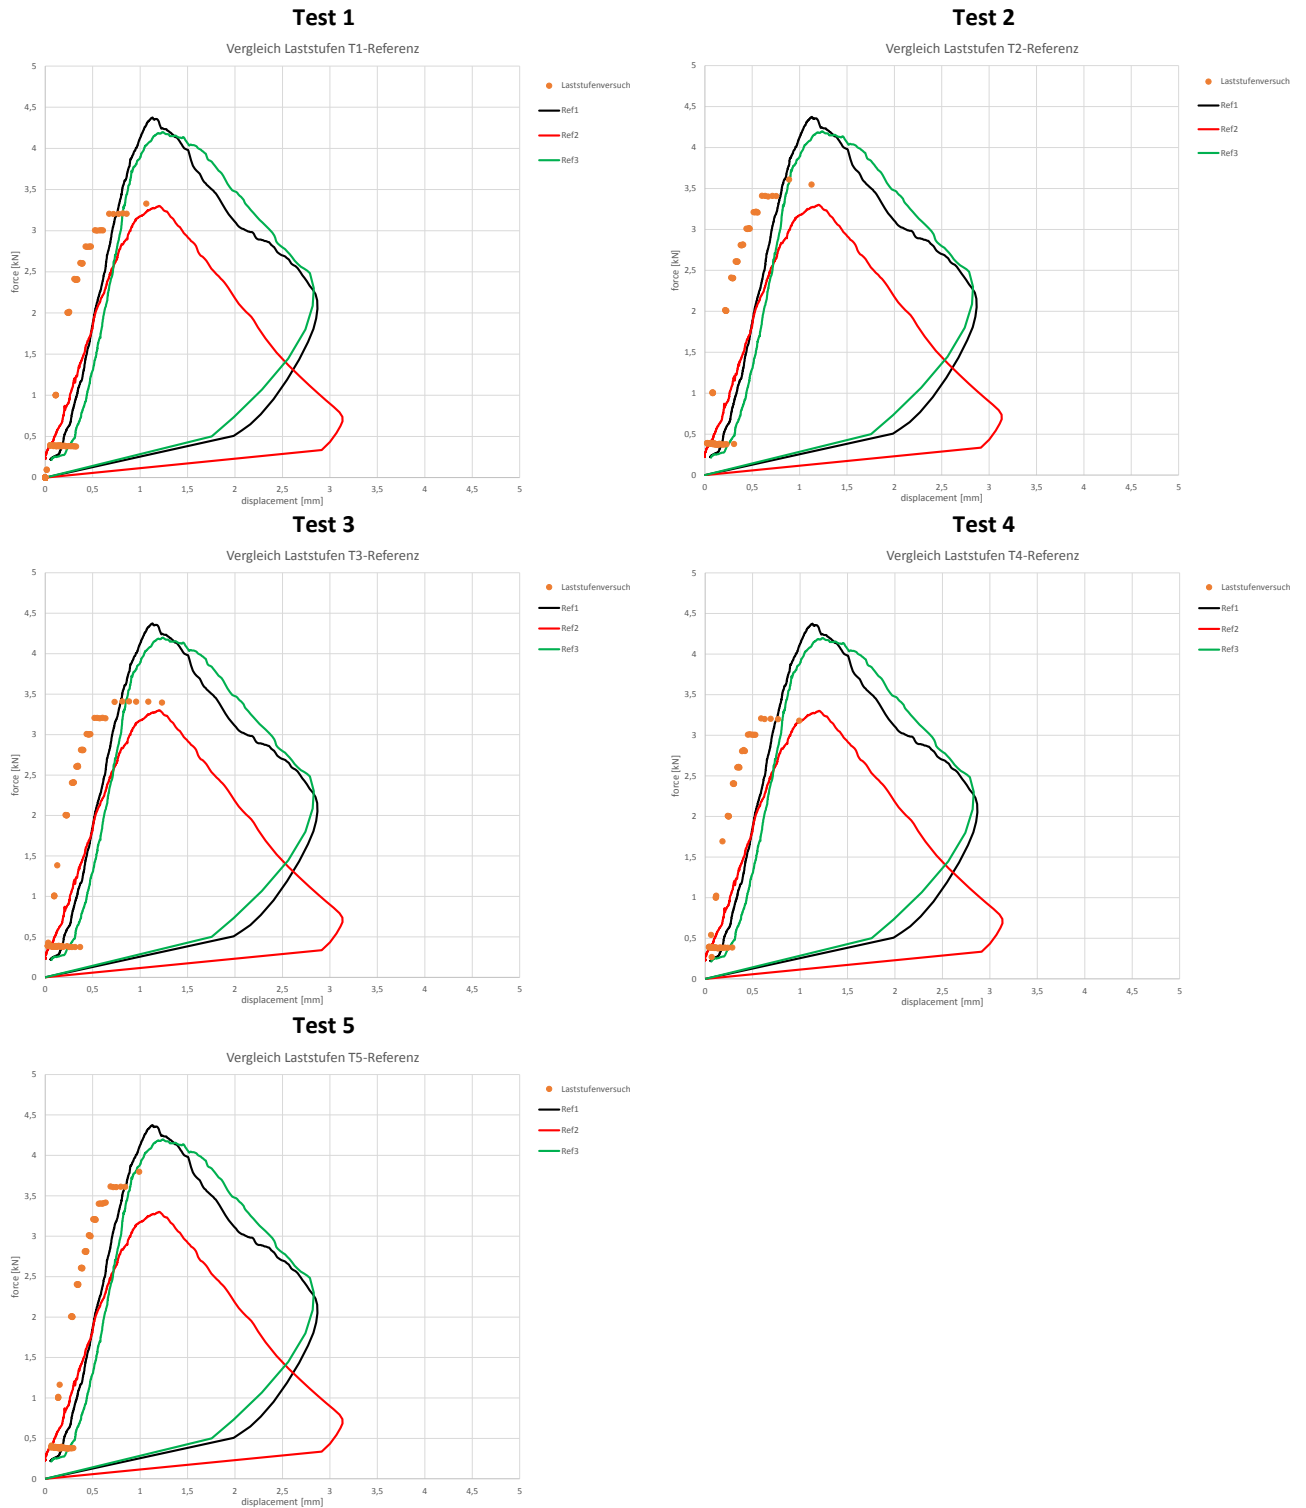 Test 1
Vergleich Laststufen T1-Referenz
5
4,5
4
3,5
3
2,5
2
1,5
1
0,5
0
force [kN]
0 0,5 1 1,5 2 2,5 3 3,5 4 4,5 5
displacement [mm]
Laststufenversuch
Ref1
Ref2
Ref3
Test 2
Vergleich Laststufen T2-Referenz
5
4,5
4
3,5
3
2,5
2
1,5
1
0,5
0
force [kN]
0 0,5 1 1,5 2 2,5 3 3,5 4 4,5 5
displacement [mm]
Laststufenversuch
Ref1
Ref2
Ref3
Test 3
Vergleich Laststufen T3-Referenz
5
4,5
4
3,5
3
2,5
2
1,5
1
0,5
0
force [kN]
0 0,5 1 1,5 2 2,5 3 3,5 4 4,5 5
displacement [mm]
Laststufenversuch
Ref1
Ref2
Ref3
Test 4
Vergleich Laststufen T4-Referenz
5
4,5
4
3,5
3
2,5
2
1,5
1
0,5
0
force [kN]
0 0,5 1 1,5 2 2,5 3 3,5 4 4,5 5
displacement [mm]
Laststufenversuch
Ref1
Ref2
Ref3
Test 5
Vergleich Laststufen T5-Referenz
5
4,5
4
3,5
3
2,5
2
1,5
1
0,5
0
force [kN]
0 0,5 1 1,5 2 2,5 3 3,5 4 4,5 5
displacement [mm]
Laststufenversuch
Ref1
Ref2
Ref3